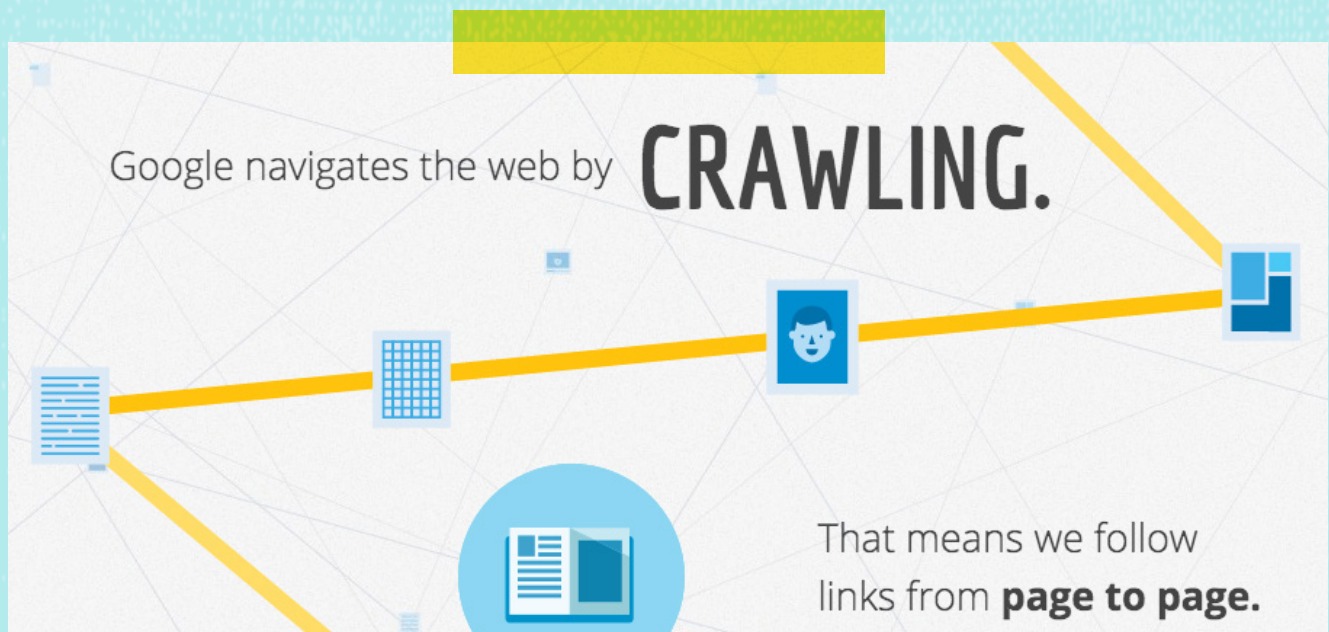 Google navigates the web by CRAWLING.
That means we follow
links from page to page.